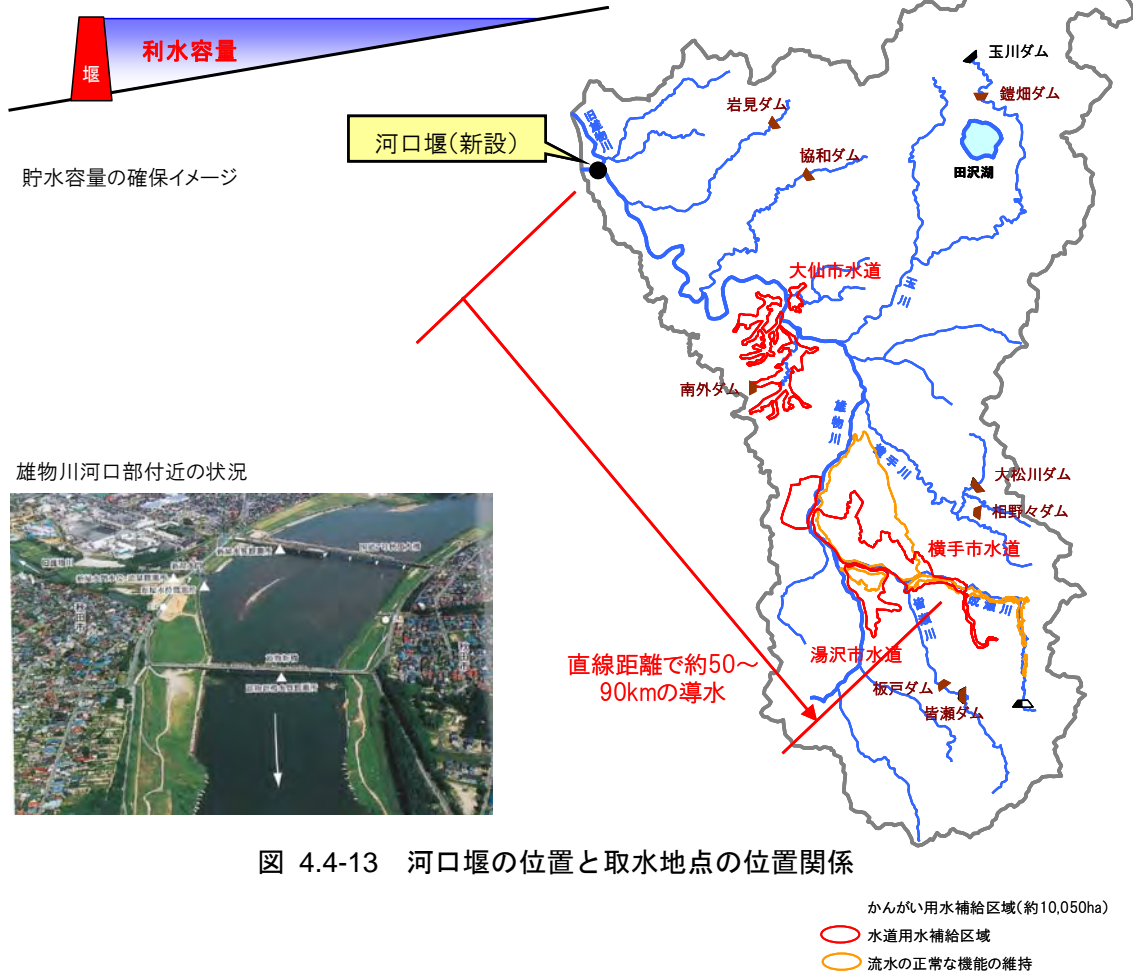 利水容量
堰
貯水容量の確保イメージ
河口堰(新設)
旧雄物川
岩見ダム
協和ダム
玉川ダム
鎧畑ダム
田沢湖
大仙市水道
玉川
南外ダム
雄物川
横手川
大松川ダム
相野々ダム
横手市水道
成瀬川
皆瀬川
湯沢市水道
直線距離で約50～
90kmの導水
板戸ダム
皆瀬ダム
雄物川河口部付近の状況
秋田市
図 4.4-13 河口堰の位置と取水地点の位置関係
かんがい用水補給区域(約10,050ha)
水道用水補給区域
流水の正常な機能の維持